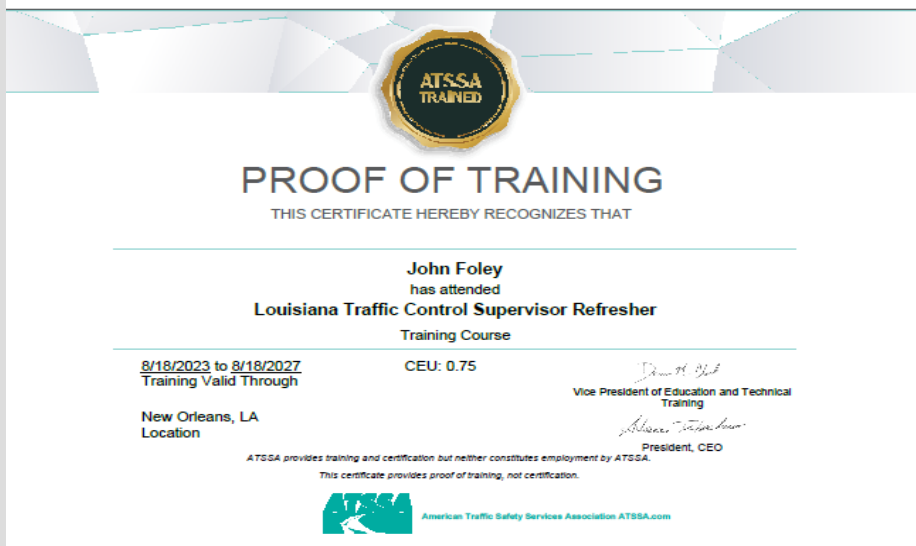 ATSSA
TRAINED
PROOF OF TRAINING
THIS CERTIFICATE HEREBY RECOGNIZES THAT
John Foley
has attended
Louisiana Traffic Control Supervisor Refresher
Training Course
8/18/2023 to 8/18/2027
Training Valid Through
CEU: 0.75
Vice President of Education and Technical
Training
New Orleans, LA
Location
President, CEO
ATSSA provides training and certification but neither constitutes employment by ATSSA.
This certificate provides proof of training, not certification.
ATSSA
American Traffic Safety Services Association ATSSA.com